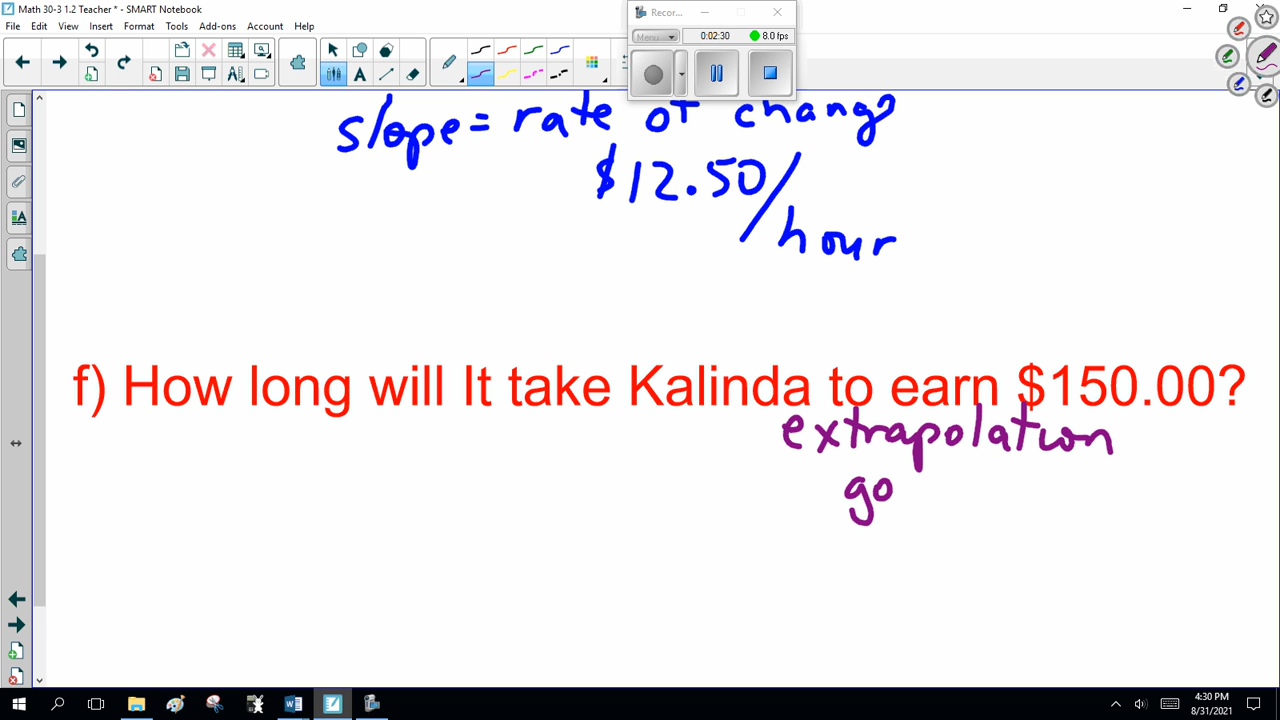 Math 30-3 1.2 Teacher * - SMART Notebook
File Edit View Insert Format Tools Add-ons Account Help
Recor...
Menu 0:02:30 8.0 fps
slope = rate of change
$12.50/hour
f) How long will It take Kalinda to earn $150.00?
extrapolation
go
4:30 PM
8/31/2021